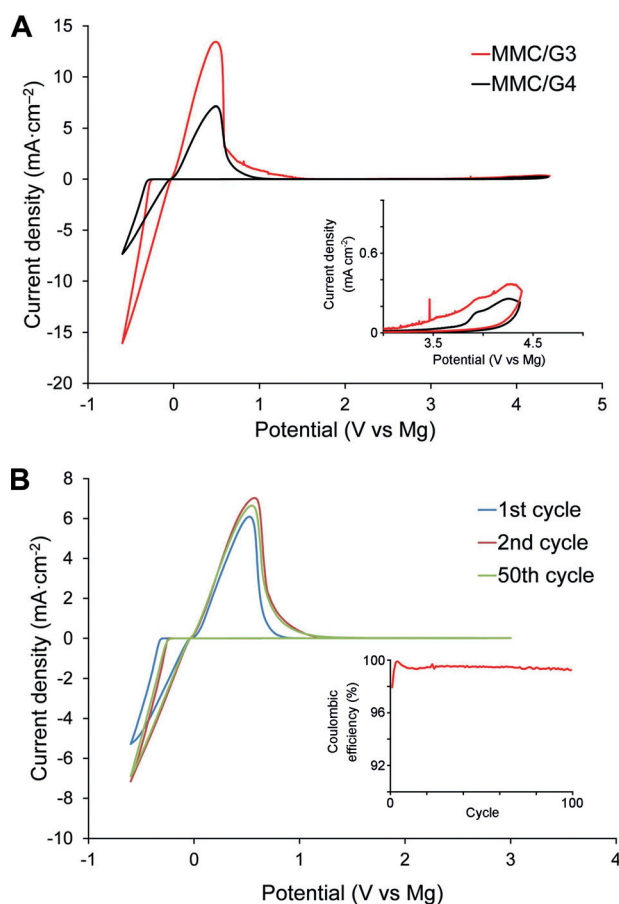 A
15
10
5
0
-5
-10
-15
-20
Current density (mA·cm⁻²)
MMC/G3
MMC/G4
Current density
(mA cm⁻²)
0.6
0
3.5
4.5
Potential (V vs Mg)
-1
0
1
2
3
4
5
Potential (V vs Mg)
B
8
6
4
2
0
-2
-4
-6
-8
-10
Current density (mA·cm⁻²)
1st cycle
2nd cycle
50th cycle
Coulombic
efficiency (%)
100
96
92
0
100
Cycle
-1
0
1
2
3
4
Potential (V vs Mg)